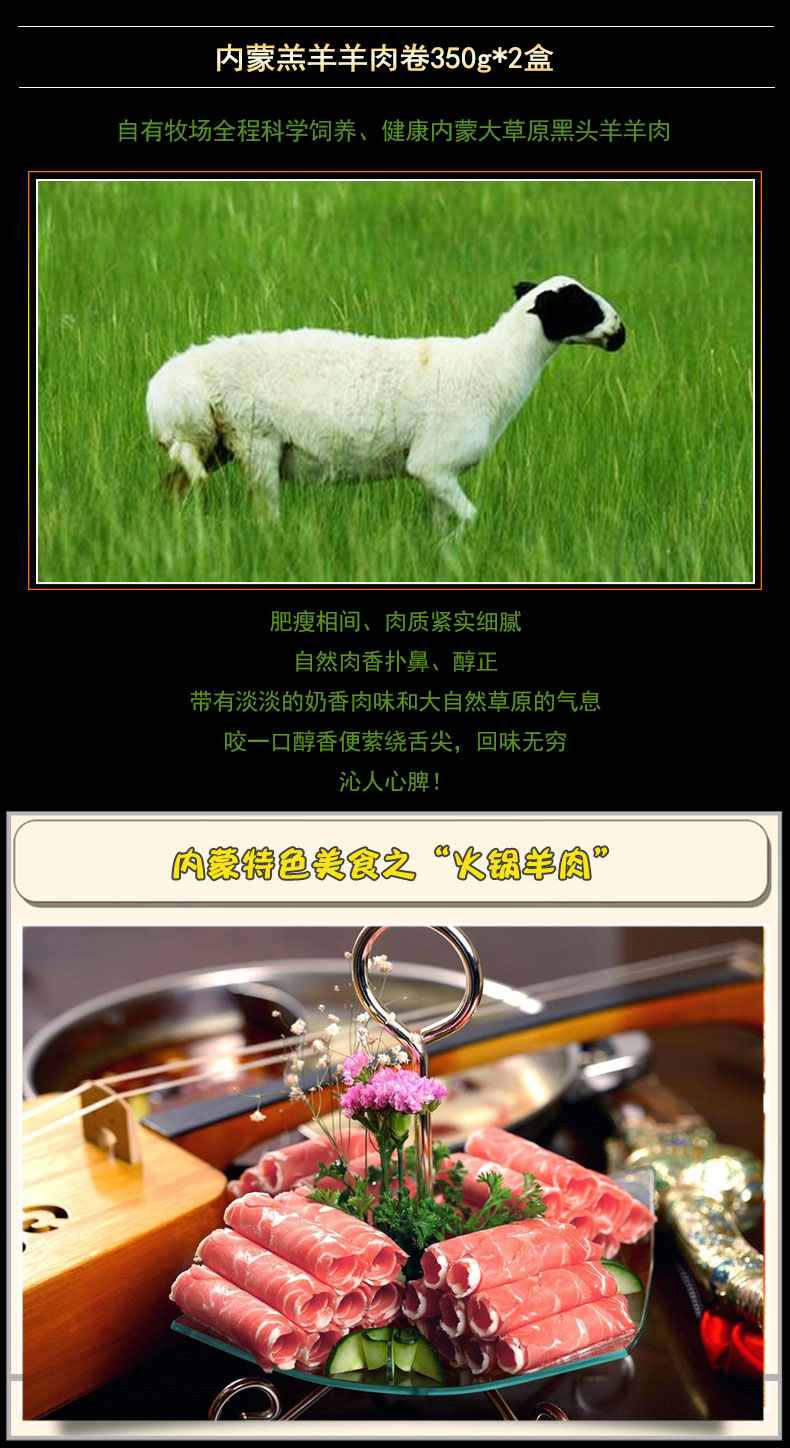 内蒙羔羊羊肉卷350g*2盒
自有牧场全程科学饲养、健康内蒙大草原黑头羊羊肉
肥瘦相间、肉质紧实细腻
自然肉香扑鼻、醇正
带有淡淡的奶香肉味和大自然草原的气息
咬一口醇香便萦绕舌尖，回味无穷
沁人心脾！
内蒙特色美食之“火锅羊肉”